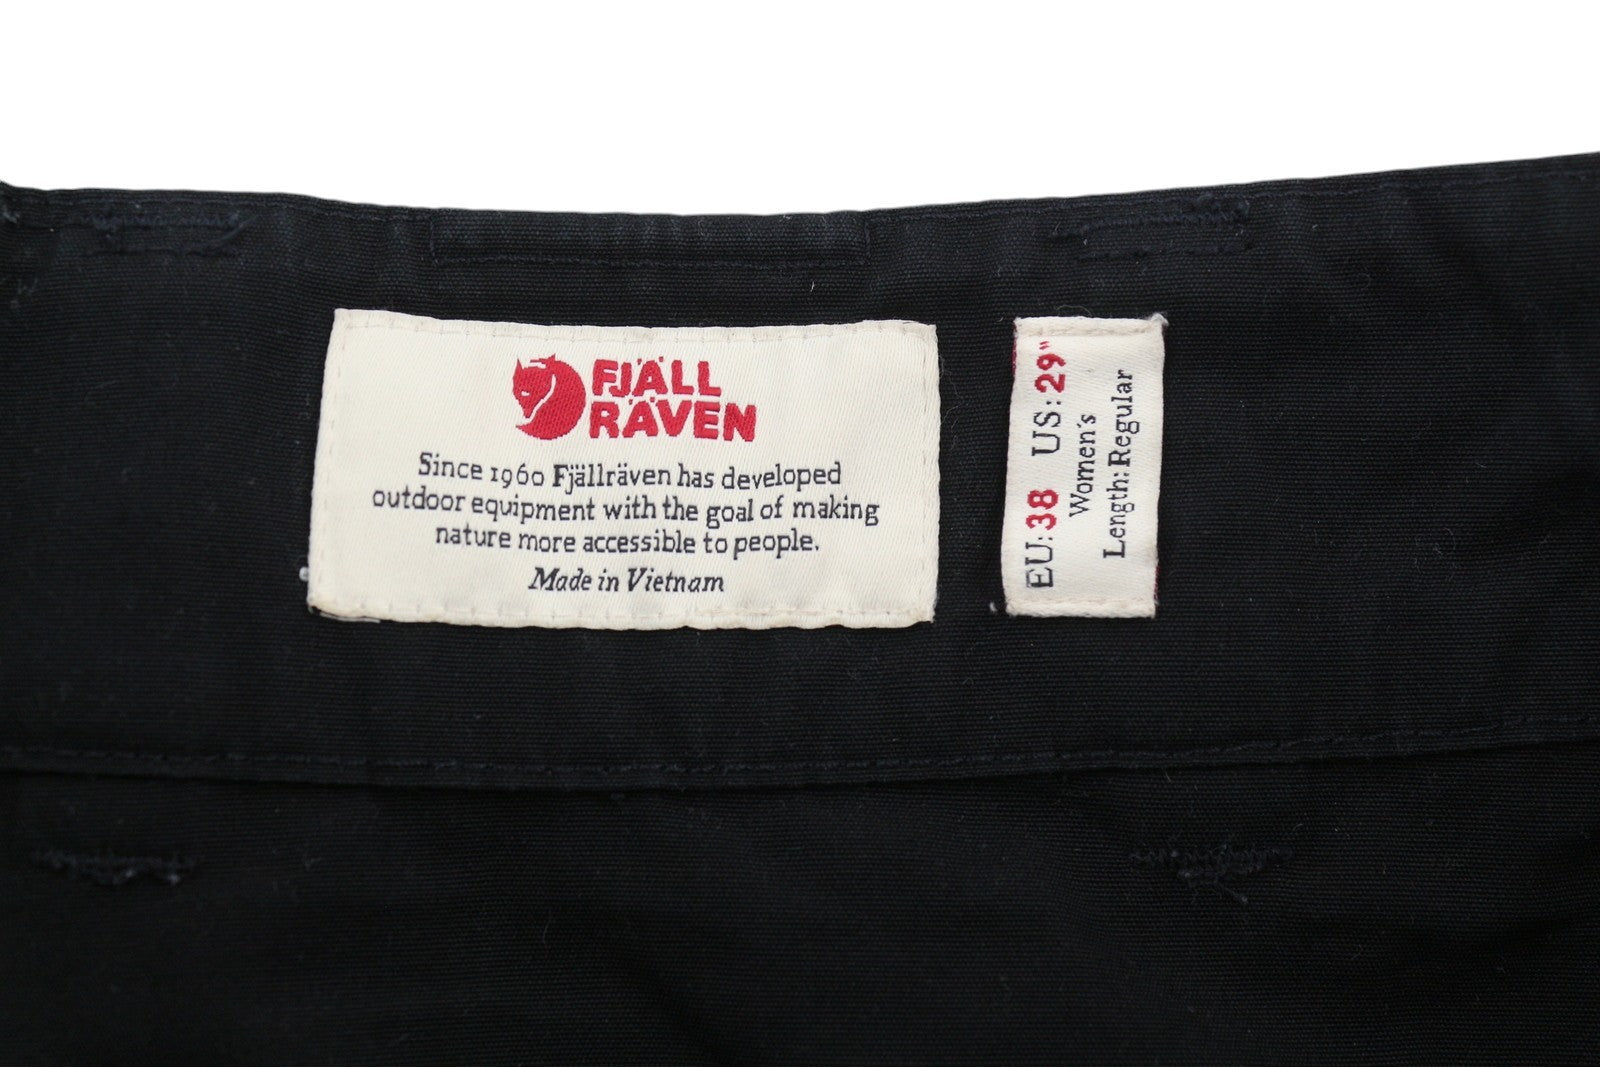 FJÄLL
RÄVEN
Since 1960 Fjällräven has developed
outdoor equipment with the goal of making
nature more accessible to people.
Made in Vietnam
EU:38 US:29"
Women's
Length:Regular